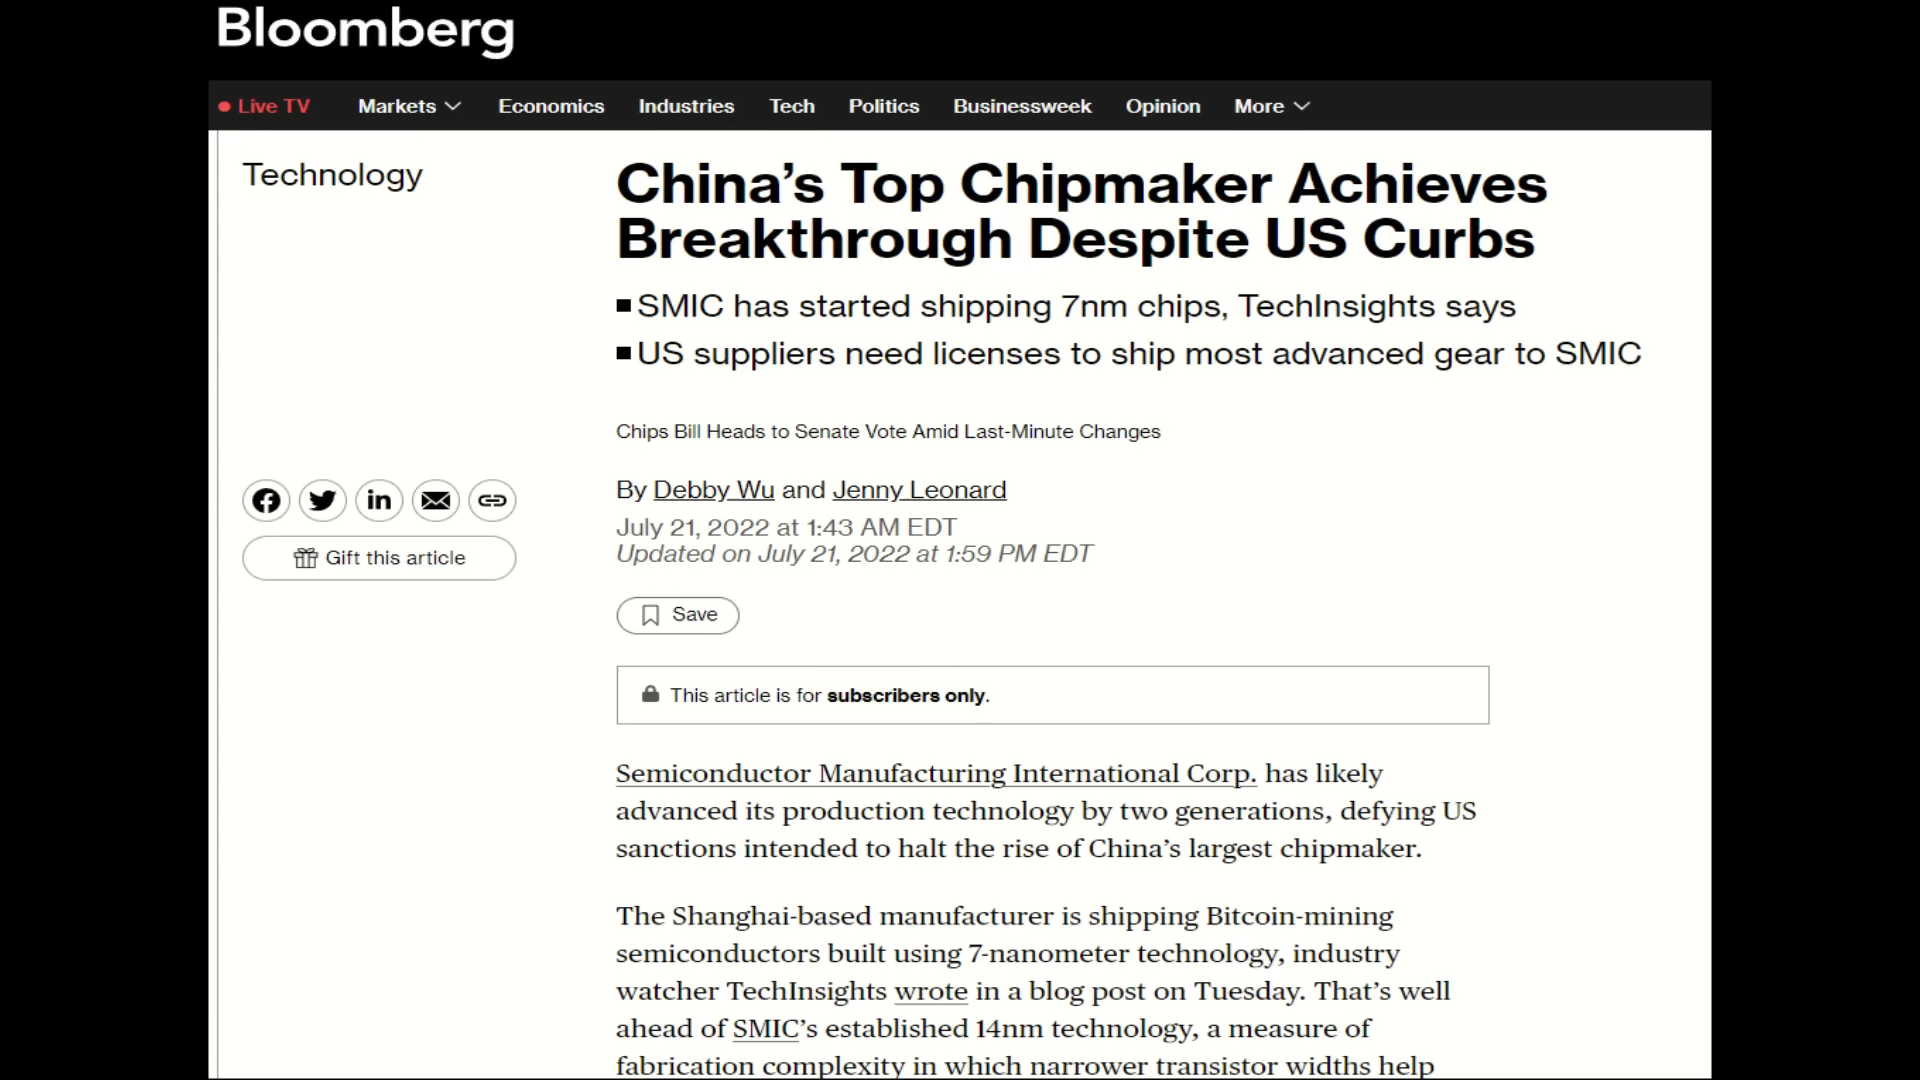 Bloomberg
Live TV Markets Economics Industries Tech Politics Businessweek Opinion More
Technology
China's Top Chipmaker Achieves
Breakthrough Despite US Curbs
SMIC has started shipping 7nm chips, TechInsights says
US suppliers need licenses to ship most advanced gear to SMIC
Chips Bill Heads to Senate Vote Amid Last-Minute Changes
By Debby Wu and Jenny Leonard
July 21, 2022 at 1:43 AM EDT
Updated on July 21, 2022 at 1:59 PM EDT
Gift this article
Save
This article is for subscribers only.
Semiconductor Manufacturing International Corp. has likely
advanced its production technology by two generations, defying US
sanctions intended to halt the rise of China's largest chipmaker.
The Shanghai-based manufacturer is shipping Bitcoin-mining
semiconductors built using 7-nanometer technology, industry
watcher TechInsights wrote in a blog post on Tuesday. That's well
ahead of SMIC's established 14nm technology, a measure of
fabrication complexity in which narrower transistor widths help